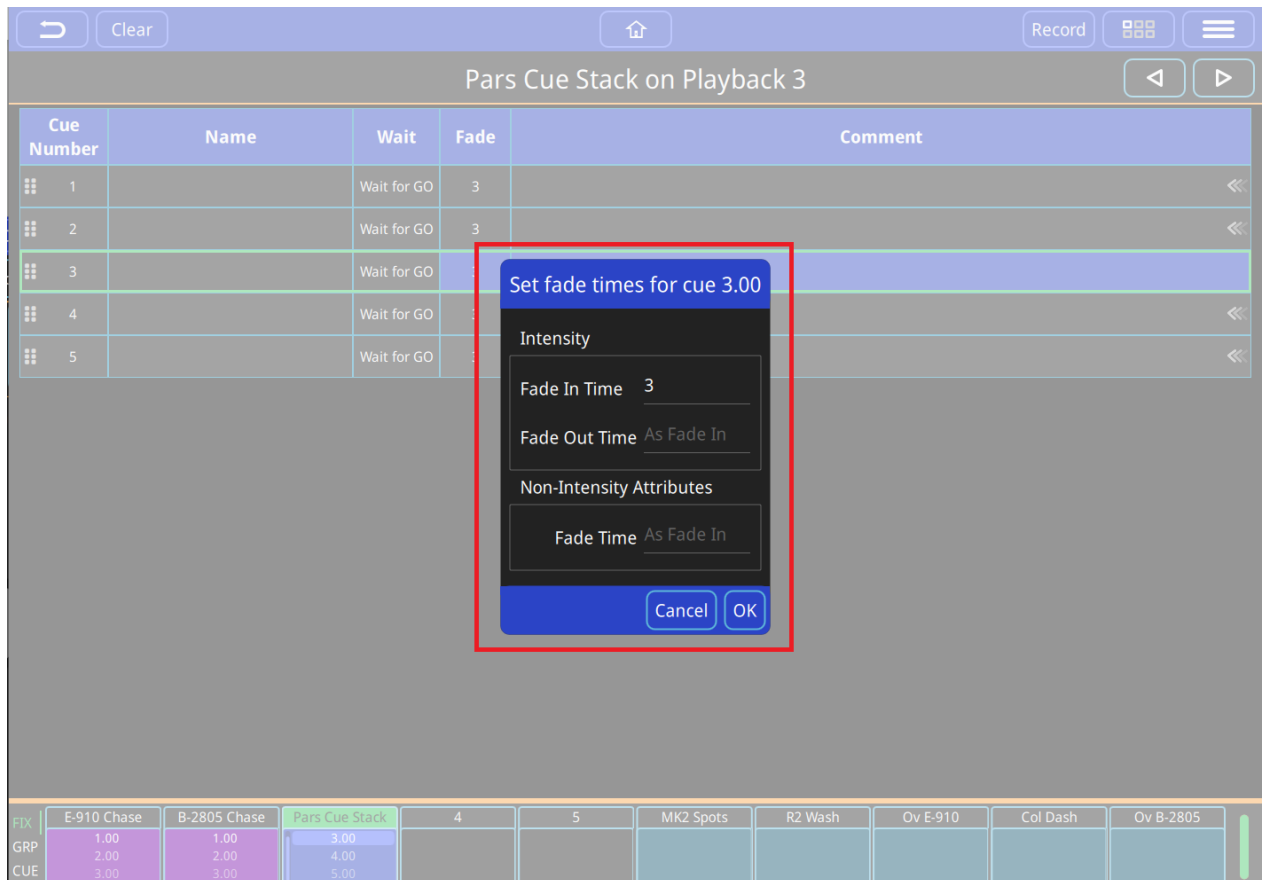 Clear
Record
Pars Cue Stack on Playback 3
Cue Number Name Wait Fade Comment
1 Wait for GO 3
2 Wait for GO 3
3 Wait for GO
4 Wait for GO
5 Wait for GO
Set fade times for cue 3.00
Intensity
Fade In Time 3
Fade Out Time As Fade In
Non-Intensity Attributes
Fade Time As Fade In
Cancel OK
FIX E-910 Chase B-2805 Chase Pars Cue Stack 4 5 MK2 Spots R2 Wash Ov E-910 Col Dash Ov B-2805
1.00 1.00 3.00
GRP 2.00 2.00 4.00
CUE 3.00 3.00 5.00